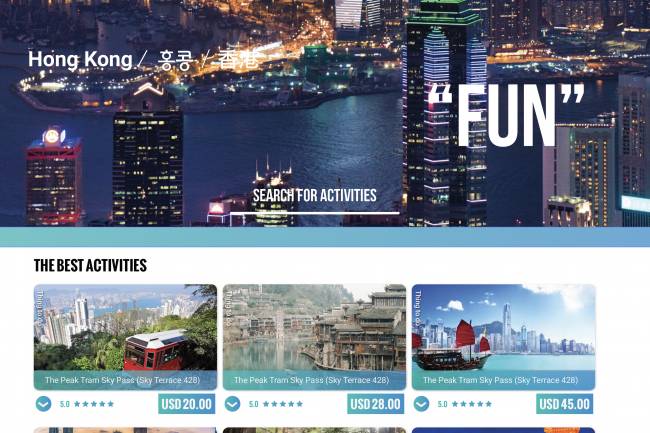 Hong Kong / 홍콩 / 香港
“FUN”
SEARCH FOR ACTIVITIES
THE BEST ACTIVITIES
Thing to do
Thing to do
Thing to do
The Peak Tram Sky Pass (Sky Terrace 428)
The Peak Tram Sky Pass (Sky Terrace 428)
The Peak Tram Sky Pass (Sky Terrace 428)
5.0
USD 20.00
5.0
USD 28.00
5.0
USD 45.00